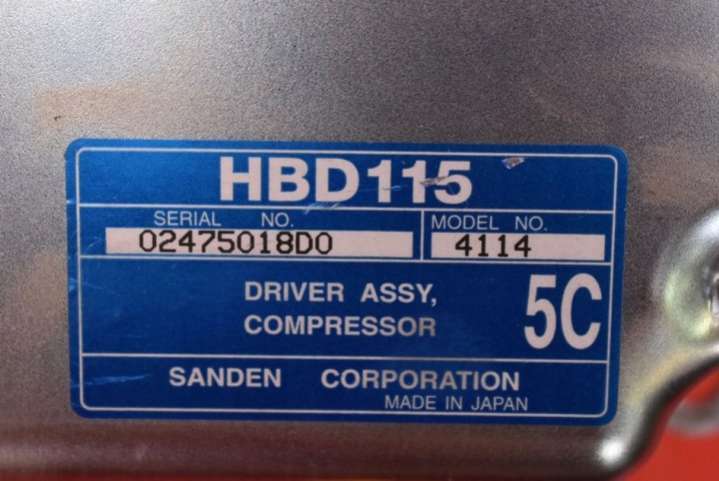 HBD115
SERIAL NO.
02475018D0
MODEL NO.
4114
DRIVER ASSY,
COMPRESSOR
5C
SANDEN CORPORATION
MADE IN JAPAN